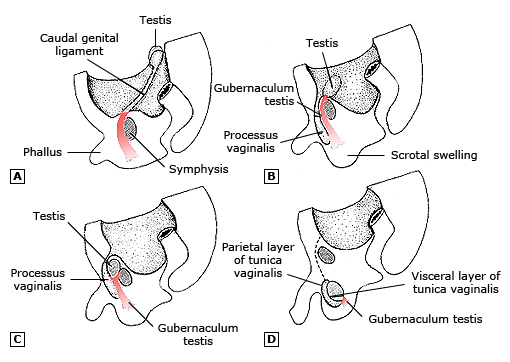 Testis
Caudal genital
ligament
Phallus
Symphysis
A
Testis
Gubernaculum
testis
Processus
vaginalis
Scrotal swelling
B
Testis
Processus
vaginalis
Gubernaculum
testis
C
Parietal layer
of tunica
vaginalis
Visceral layer of
tunica vaginalis
Gubernaculum testis
D